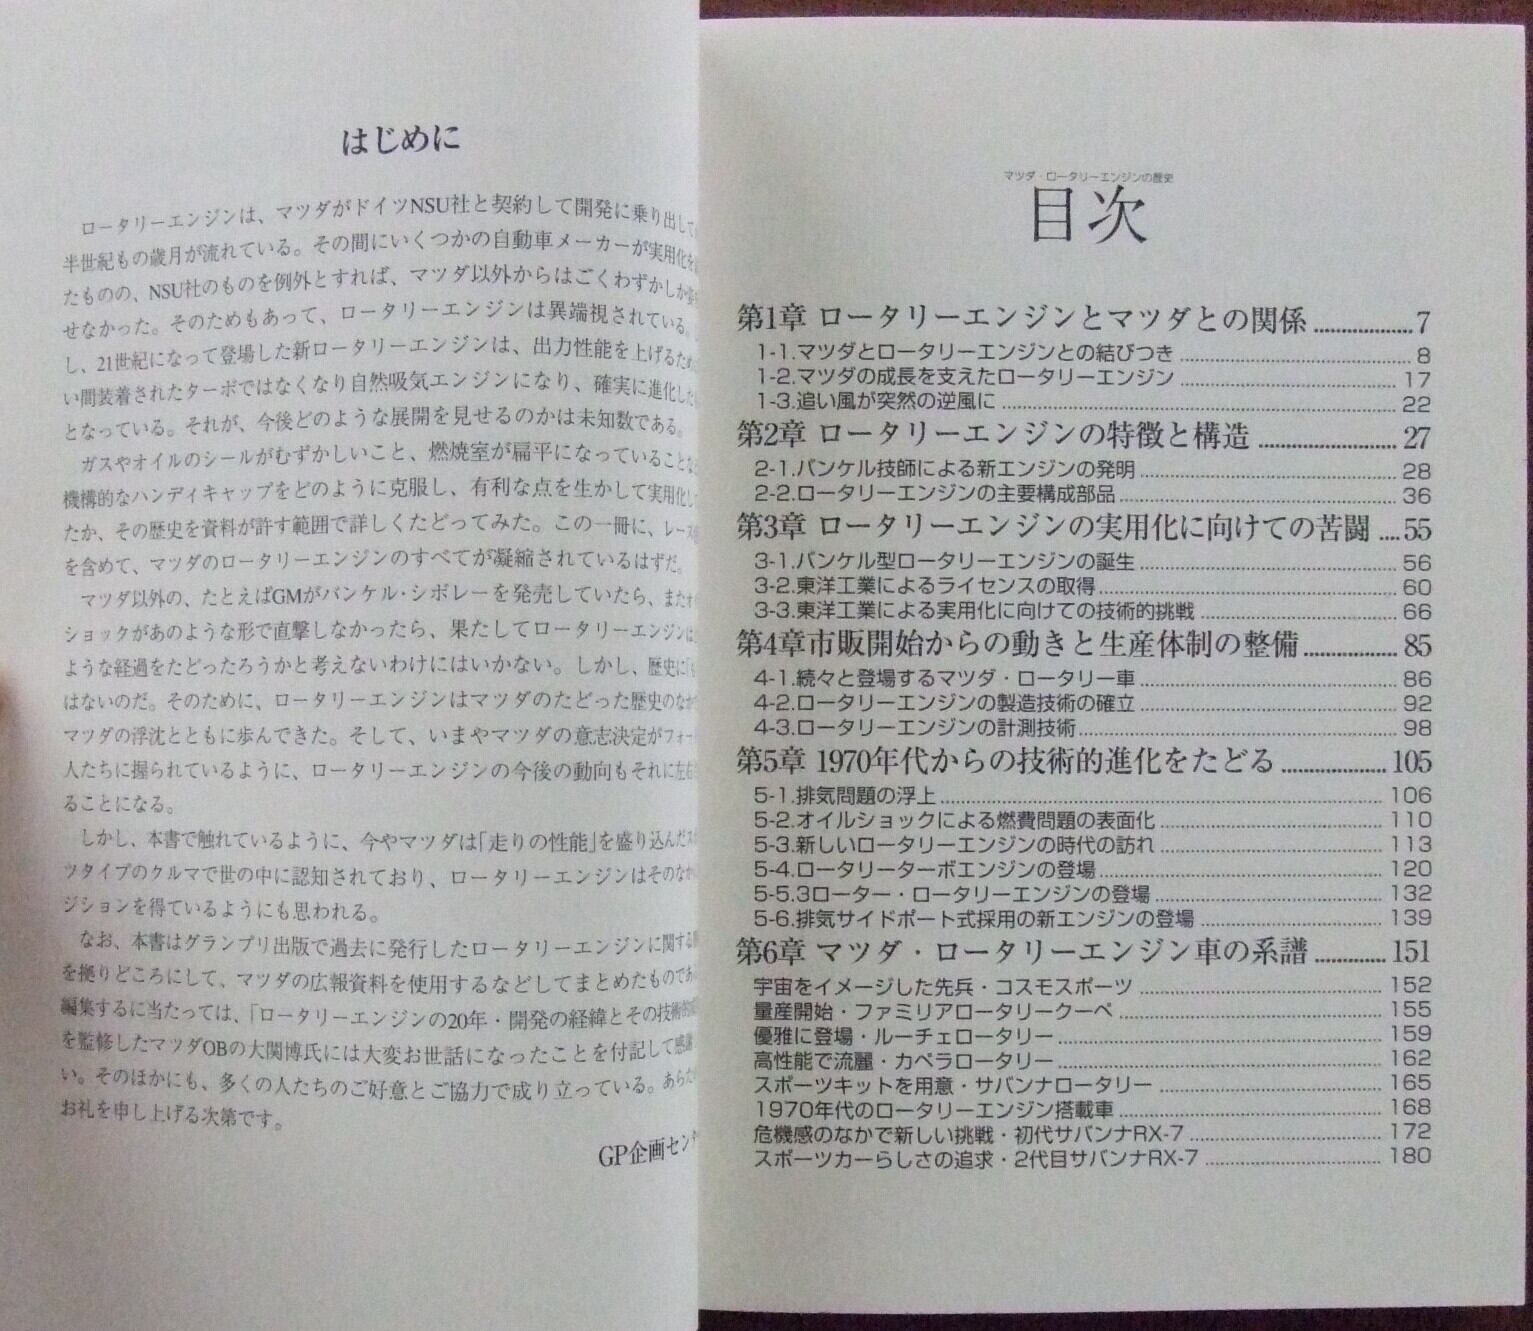 はじめに
ロータリーエンジンは、マツダがドイツNSU社と契約して開発に乗り出して
半世紀もの歳月が流れている。その間にいくつかの自動車メーカーが実用化を
たものの、NSU社のものを例外とすれば、マツダ以外からはごくわずかしか
せなかった。そのためもあって、ロータリーエンジンは異端視されている。
し、21世紀になって登場した新ロータリーエンジンは、出力性能を上げるため
い間装着されたターボではなくなり自然吸気エンジンになり、確実に進化した
となっている。それが、今後どのような展開を見せるのかは未知数である。
ガスやオイルのシールがむずかしいこと、燃焼室が扁平になっていることな
機構的なハンディキャップをどのように克服し、有利な点を生かして実用化し
たか、その歴史を資料が許す範囲で詳しくたどってみた。この一冊に、レース
を含めて、マツダのロータリーエンジンのすべてが凝縮されているはずだ。
マツダ以外の、たとえばGMがバンケル・シボレーを発売していたら、またオ
ショックがあのような形で直撃しなかったら、果たしてロータリーエンジンは
ような経過をたどったろうかと考えないわけにはいかない。しかし、歴史に「
はないのだ。そのために、ロータリーエンジンはマツダのたどった歴史のなか
マツダの浮沈とともに歩んできた。そして、いまやマツダの意志決定がフォー
人たちに握られているように、ロータリーエンジンの今後の動向もそれに左右
ることになる。
しかし、本書で触れているように、今やマツダは「走りの性能」を盛り込んだス
ツタイプのクルマで世の中に認知されており、ロータリーエンジンはそのなか
ジションを得ているようにも思われる。
なお、本書はグランプリ出版で過去に発行したロータリーエンジンに関する
を拠りどころにして、マツダの広報資料を使用するなどしてまとめたものであ
編集するに当たっては、「ロータリーエンジンの20年・開発の経緯とその技術的
を監修したマツダOBの大関博氏には大変お世話になったことを付記して感謝
い。そのほかにも、多くの人たちのご好意とご協力で成り立っている。あらた
お礼を申し上げる次第です。
GP企画セン
マツダ・ロータリーエンジンの歴史
目次
第1章 ロータリーエンジンとマツダとの関係 ..................7
1-1.マツダとロータリーエンジンとの結びつき .................. 8
1-2.マツダの成長を支えたロータリーエンジン .................. 17
1-3.追い風が突然の逆風に .................. 22
第2章 ロータリーエンジンの特徴と構造 .................. 27
2-1.バンケル技師による新エンジンの発明 .................. 28
2-2.ロータリーエンジンの主要構成部品 .................. 36
第3章 ロータリーエンジンの実用化に向けての苦闘 ....55
3-1.バンケル型ロータリーエンジンの誕生 .................. 56
3-2.東洋工業によるライセンスの取得 .................. 60
3-3.東洋工業による実用化に向けての技術的挑戦 .................. 66
第4章市販開始からの動きと生産体制の整備 .................. 85
4-1.続々と登場するマツダ・ロータリー車 .................. 86
4-2.ロータリーエンジンの製造技術の確立 .................. 92
4-3.ロータリーエンジンの計測技術 .................. 98
第5章 1970年代からの技術的進化をたどる .................. 105
5-1.排気問題の浮上 .................. 106
5-2.オイルショックによる燃費問題の表面化 .................. 110
5-3.新しいロータリーエンジンの時代の訪れ .................. 113
5-4.ロータリーターボエンジンの登場 .................. 120
5-5.3ローター・ロータリーエンジンの登場 .................. 132
5-6.排気サイドポート式採用の新エンジンの登場 .................. 139
第6章 マツダ・ロータリーエンジン車の系譜 .............151
宇宙をイメージした先兵・コスモスポーツ .................. 152
量産開始・ファミリアロータリークーペ .................. 155
優雅に登場・ルーチェロータリー .................. 159
高性能で流麗・カペラロータリー .................. 162
スポーツキットを用意・サバンナロータリー .................. 165
1970年代のロータリーエンジン搭載車 .................. 168
危機感のなかで新しい挑戦・初代サバンナRX-7 .................. 172
スポーツカーらしさの追求・2代目サバンナRX-7 .................. 180